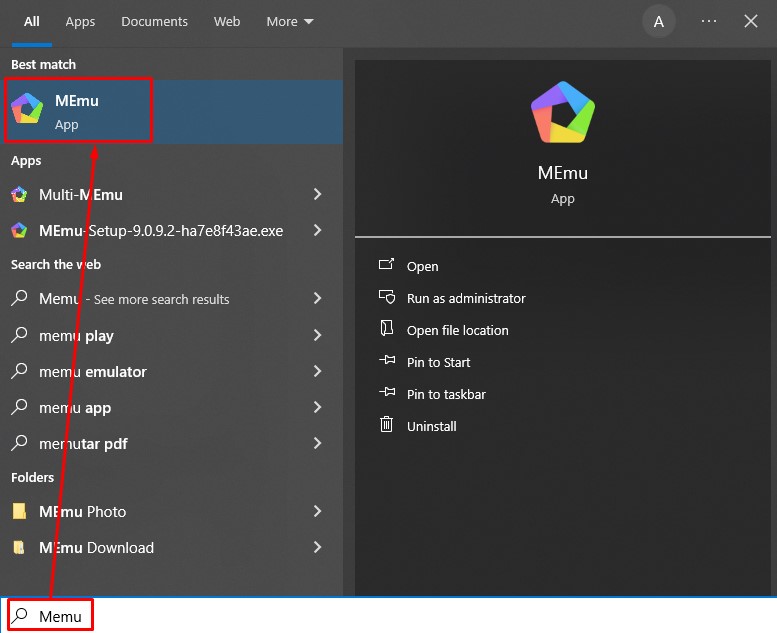 All Apps Documents Web More A
Best match
MEmu
App
Apps
Multi-MEmu
MEmu-Setup-9.0.9.2-ha7e8f43ae.exe
Search the web
Memu - See more search results
memu play
memu emulator
memu app
memutar pdf
Folders
MEmu Photo
MEmu Download
MEmu
App
Open
Run as administrator
Open file location
Pin to Start
Pin to taskbar
Uninstall
Memu